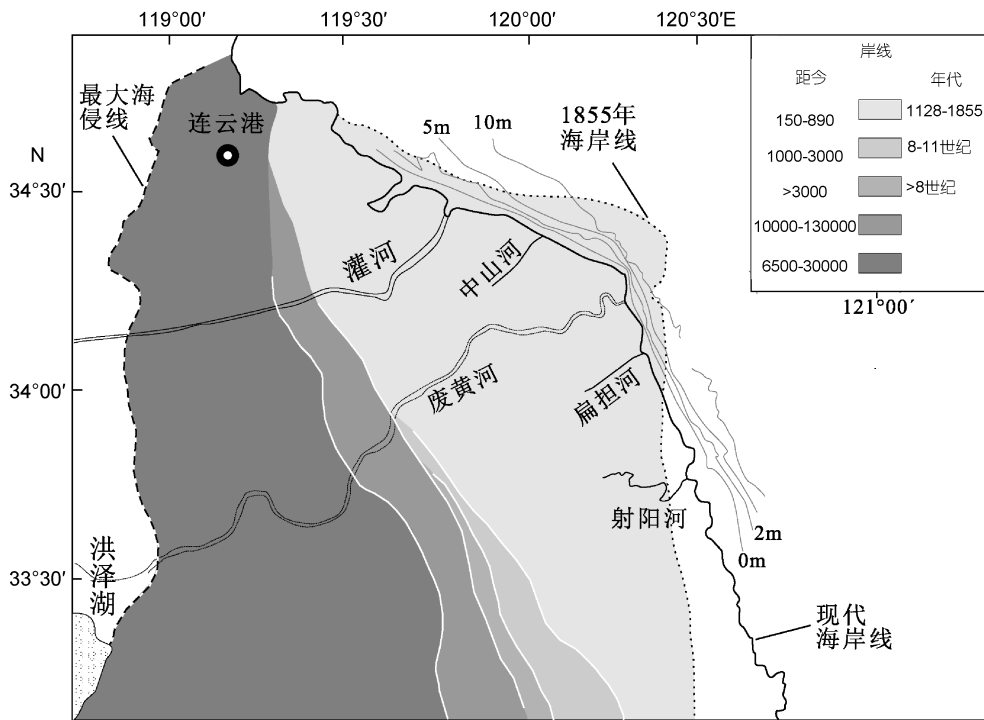 119°00′
119°30′
120°00′
120°30′E
岸线
距今
年代
150-890
1128-1855
1000-3000
8-11世纪
>3000
>8世纪
10000-130000
6500-30000
121°00′
最大海
侵线
连云港
5m
10m
1855年
海岸线
N
34°30′
灌河
中山河
34°00′
废黄河
扁担河
射阳河
2m
0m
33°30′
洪
泽
湖
现代
海岸线